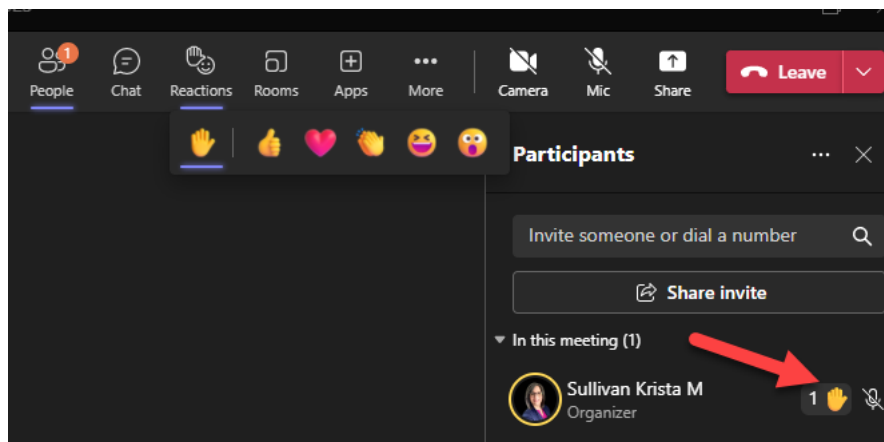 1
People
Chat
Reactions
Rooms
Apps
More
Camera
Mic
Share
Leave
Participants
Invite someone or dial a number
Share invite
In this meeting (1)
Sullivan Krista M
Organizer
1